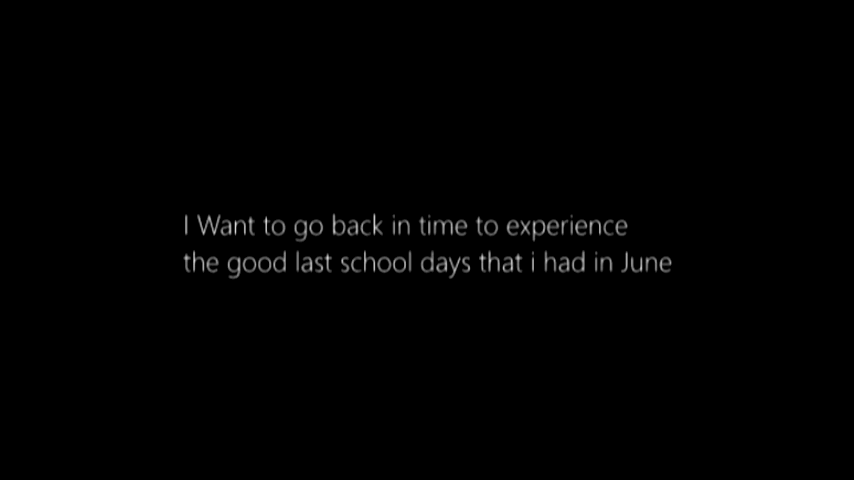 I Want to go back in time to experience
the good last school days that i had in June